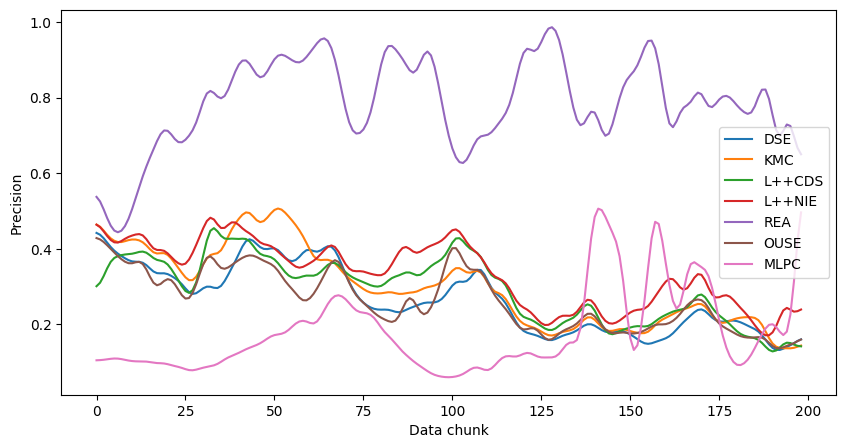 1.0
0.8
0.6
0.4
0.2
Precision
0 25 50 75 100 125 150 175 200
Data chunk
DSE
KMC
L++CDS
L++NIE
REA
OUSE
MLPC